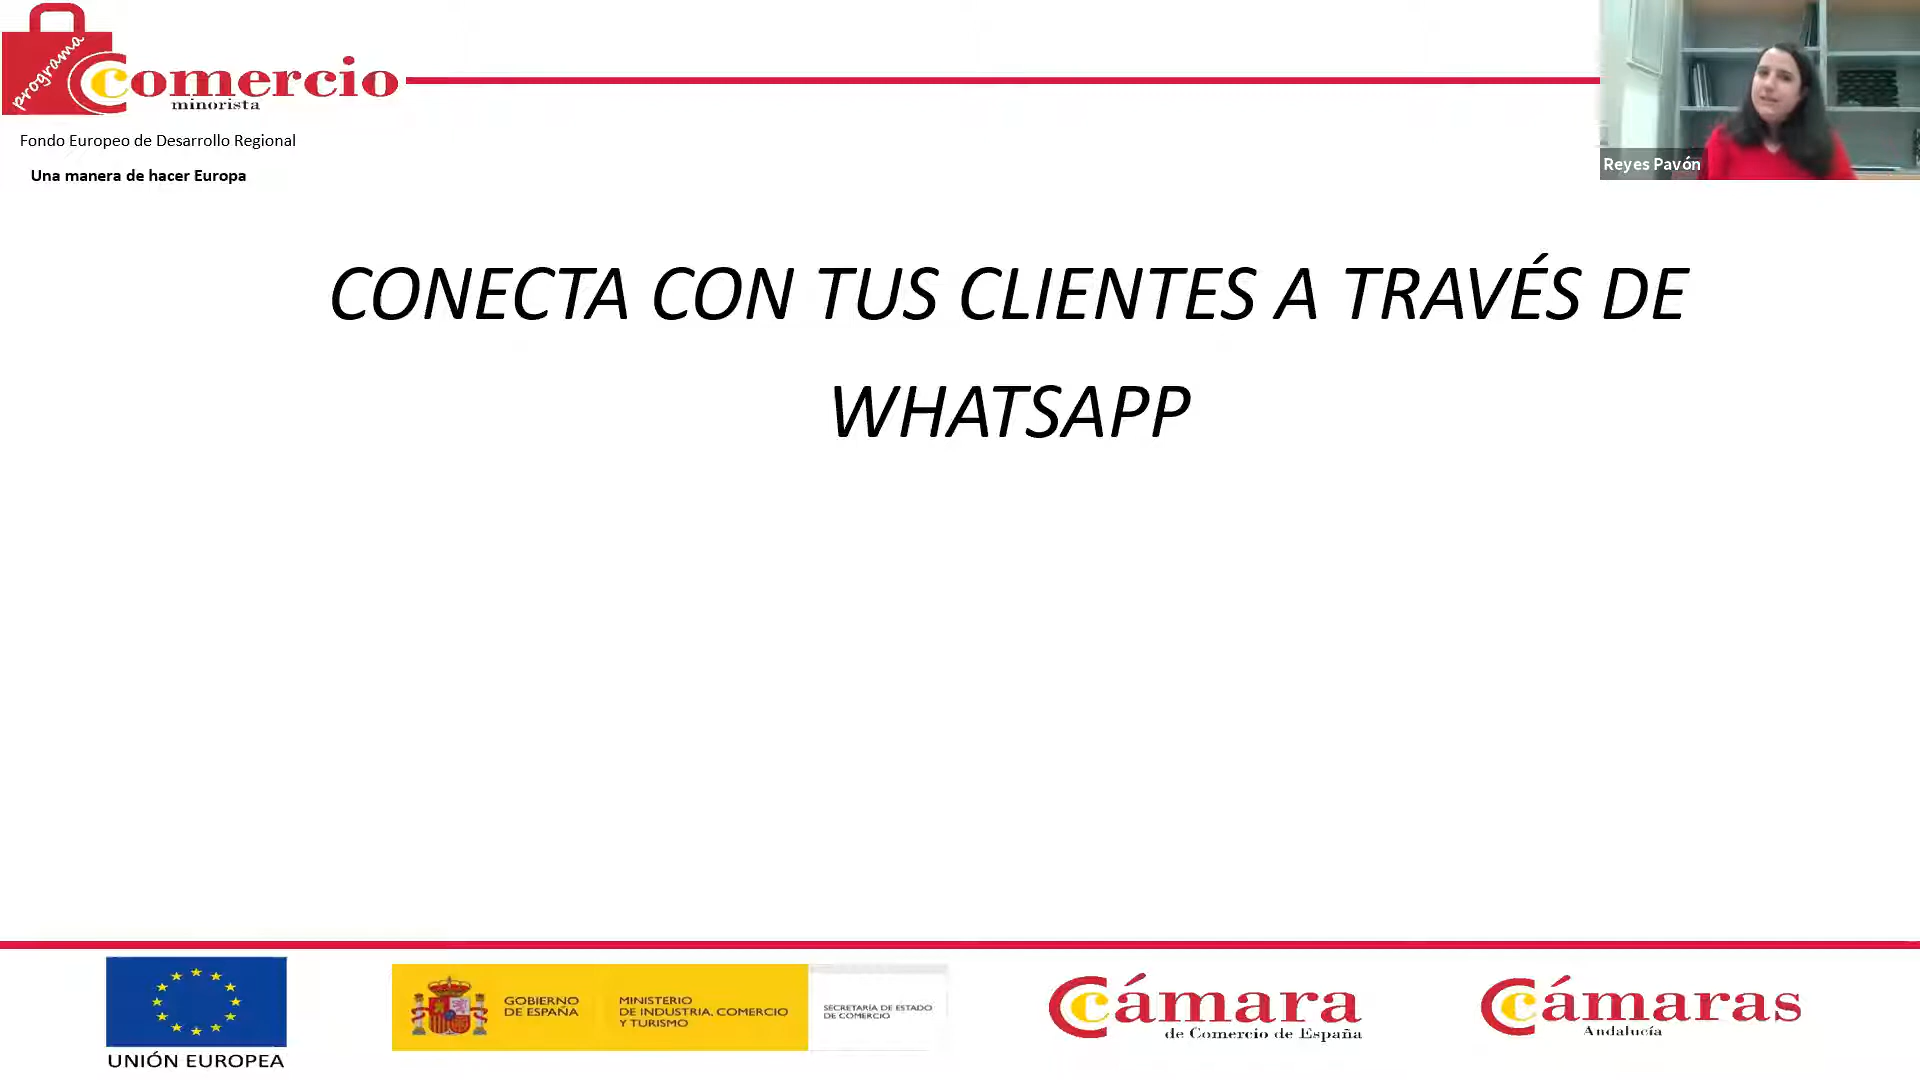 programa
Comercio
minorista
Fondo Europeo de Desarrollo Regional
Una manera de hacer Europa
Reyes Pavón
CONECTA CON TUS CLIENTES A TRAVÉS DE
WHATSAPP
UNIÓN EUROPEA
GOBIERNO
DE ESPAÑA
MINISTERIO
DE INDUSTRIA, COMERCIO
Y TURISMO
SECRETARÍA DE ESTADO
DE COMERCIO
Cámara
de Comercio de España
Cámaras
Andalucía